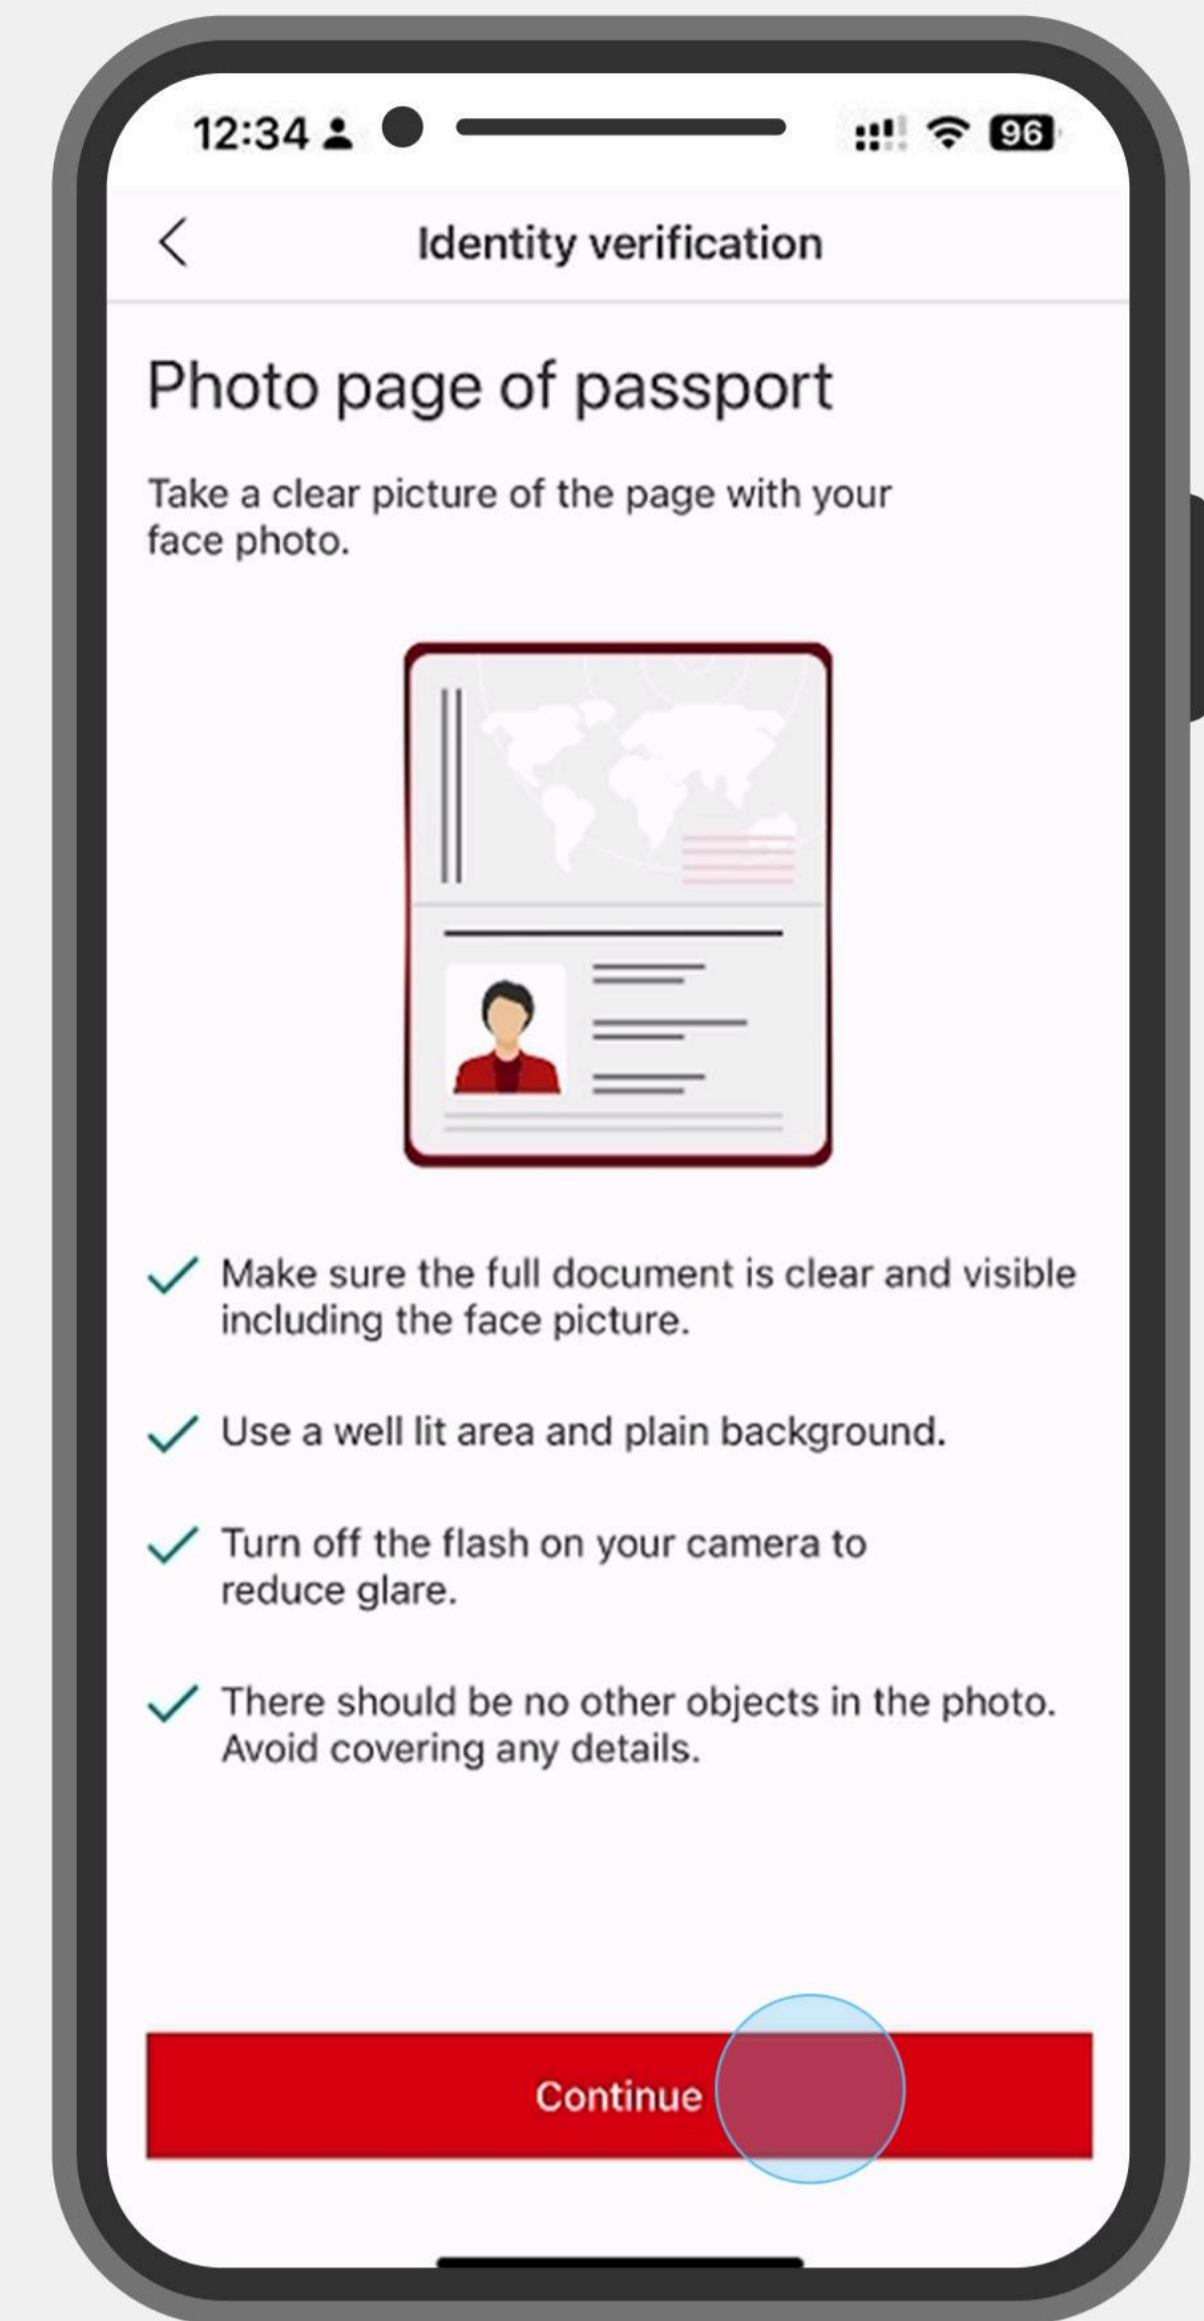 12:34
96
Identity verification
Photo page of passport
Take a clear picture of the page with your
face photo.
Make sure the full document is clear and visible
including the face picture.
Use a well lit area and plain background.
Turn off the flash on your camera to
reduce glare.
There should be no other objects in the photo.
Avoid covering any details.
Continue